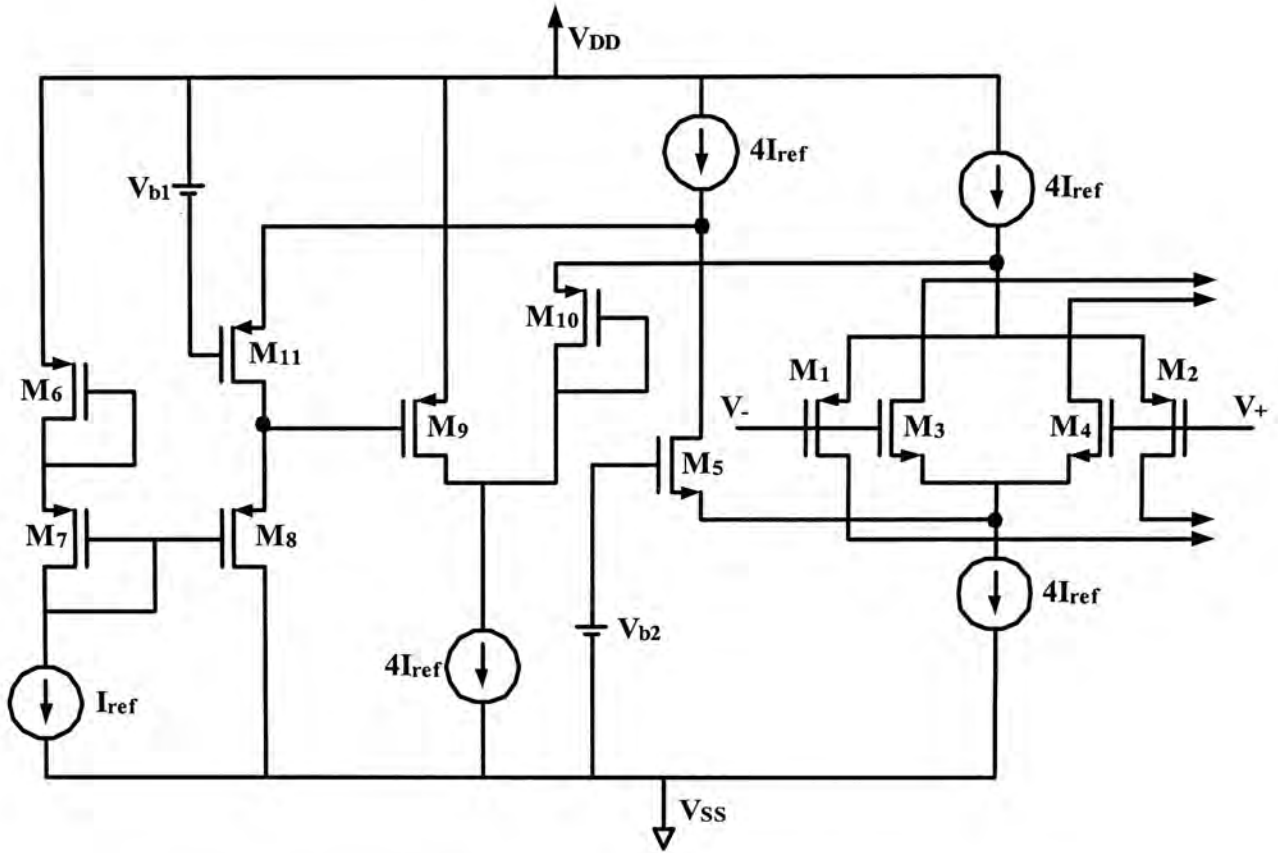 VDD
4Iref
4Iref
Vb1
M11
M10
M6
M1
M2
V-
V+
M9
M3
M4
M5
M7
M8
4Iref
Vb2
4Iref
Iref
VSS